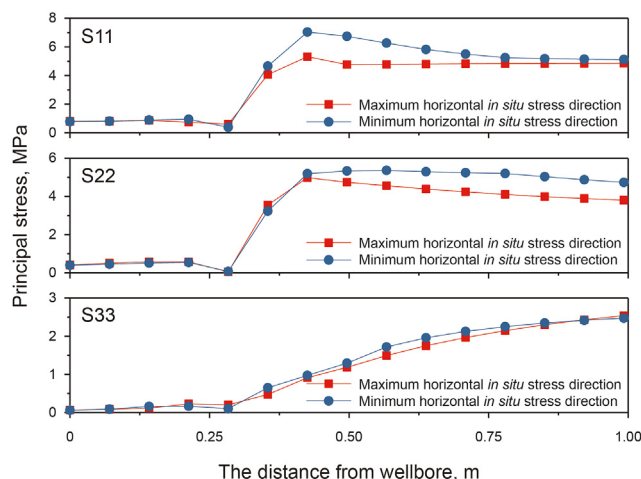 8
S11
6
4
2
0
Maximum horizontal in situ stress direction
Minimum horizontal in situ stress direction
Principal stress, MPa
6
S22
4
2
0
Maximum horizontal in situ stress direction
Minimum horizontal in situ stress direction
3
S33
2
1
0
Maximum horizontal in situ stress direction
Minimum horizontal in situ stress direction
0 0.25 0.50 0.75 1.00
The distance from wellbore, m